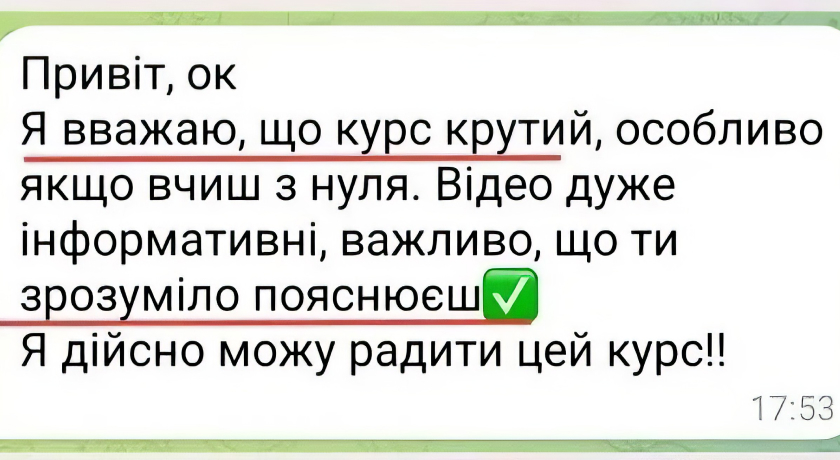 Привіт, ок
Я вважаю, що курс крутий, особливо
якщо вчиш з нуля. Відео дуже
інформативні, важливо, що ти
зрозуміло пояснюєш✅
Я дійсно можу радити цей курс!!
17:53